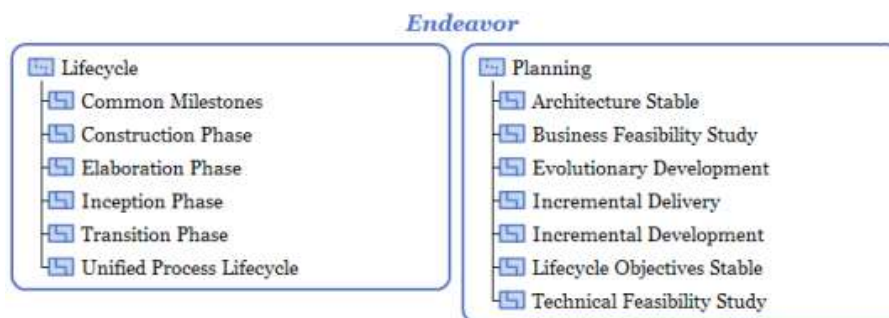 Endeavor
Lifecycle
Common Milestones
Construction Phase
Elaboration Phase
Inception Phase
Transition Phase
Unified Process Lifecycle
Planning
Architecture Stable
Business Feasibility Study
Evolutionary Development
Incremental Delivery
Incremental Development
Lifecycle Objectives Stable
Technical Feasibility Study